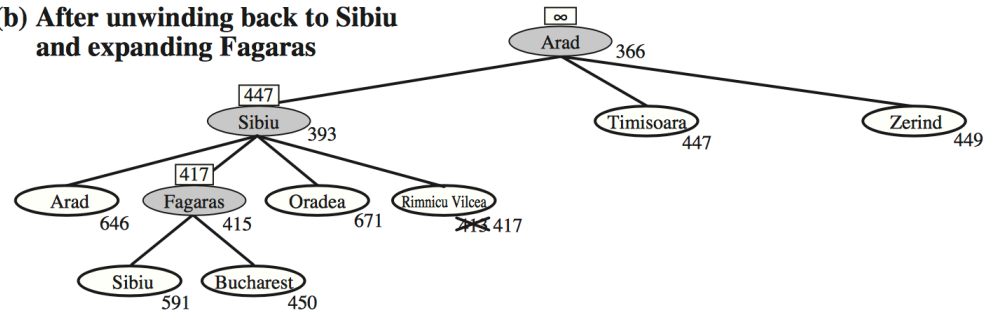 (b) After unwinding back to Sibiu
and expanding Fagaras
∞
Arad
366
447
Sibiu
393
Timisoara
447
Zerind
449
417
Arad
646
Fagaras
415
Oradea
671
Rimnicu Vilcea
413 417
Sibiu
591
Bucharest
450